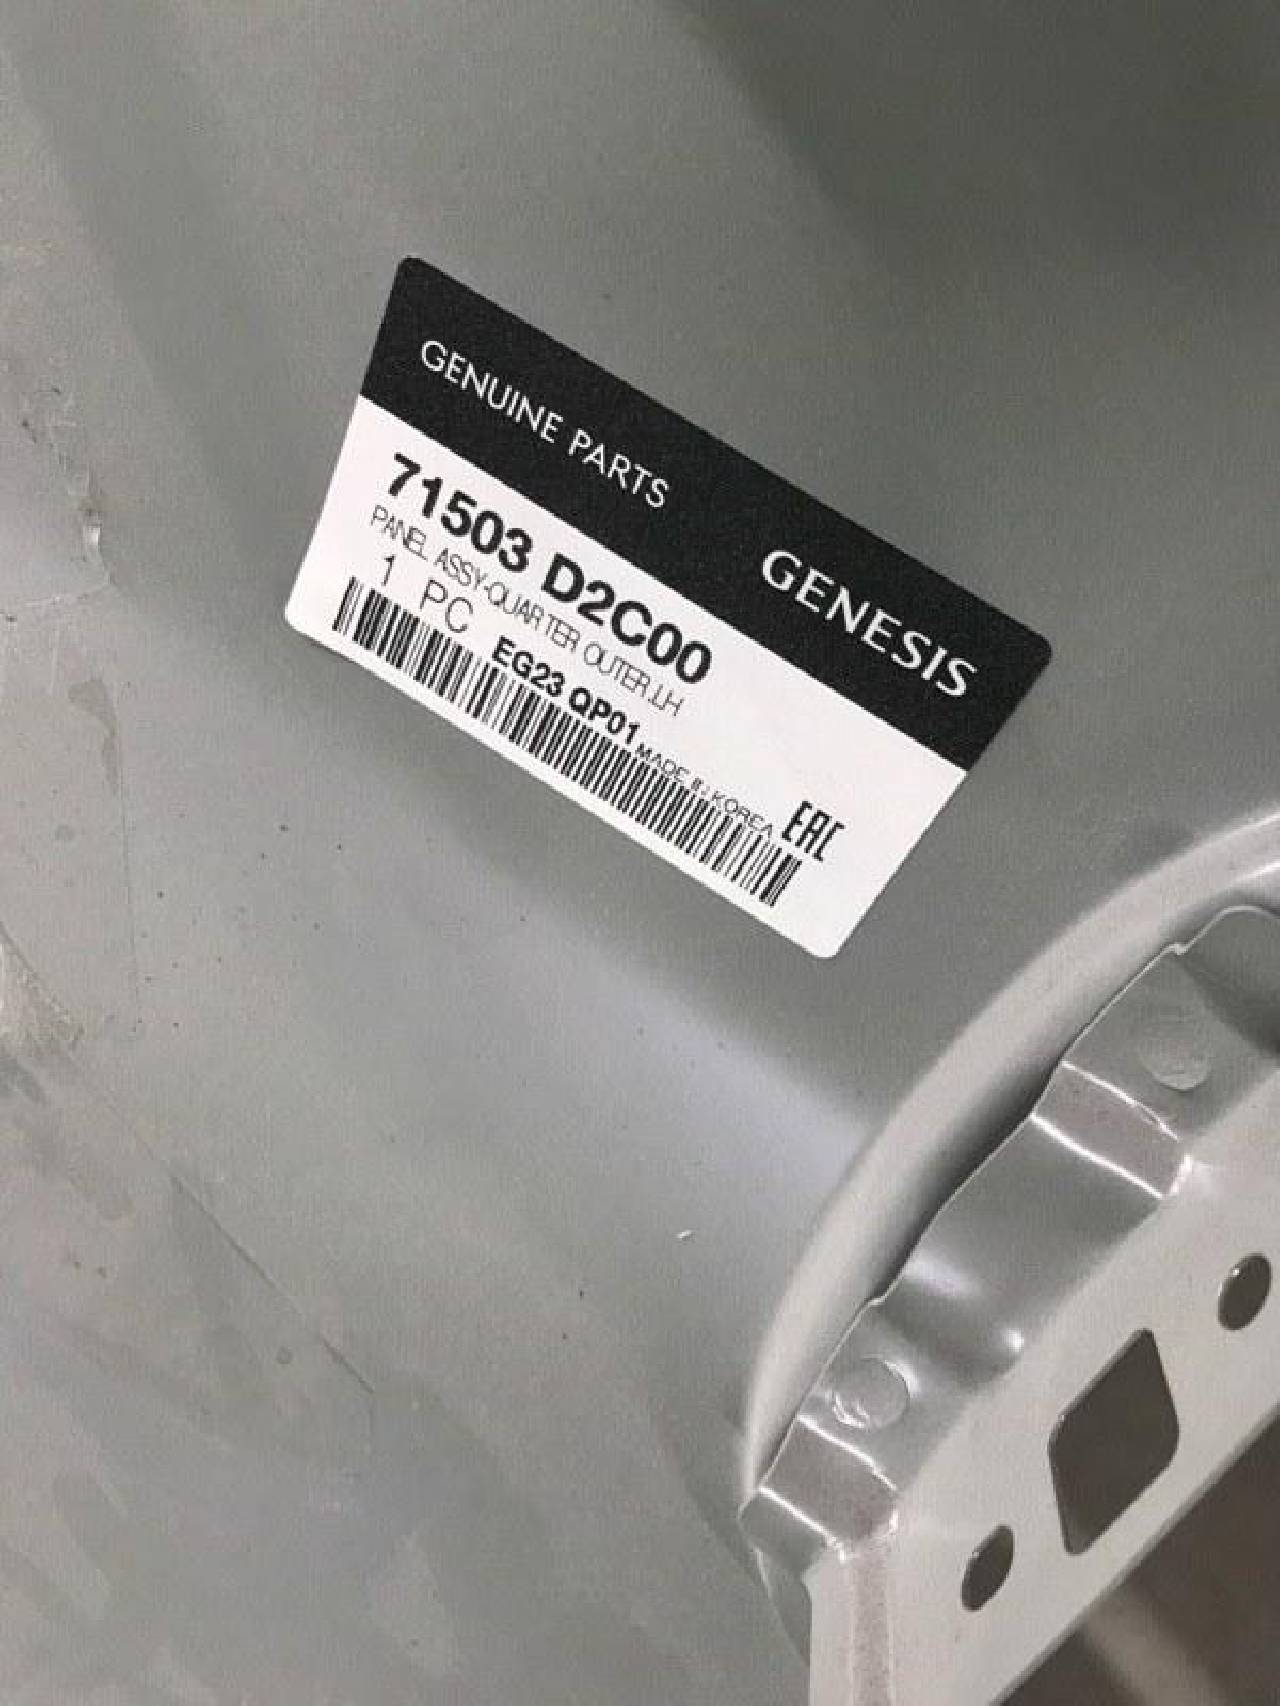 GENUINE PARTS GENESIS
71503 D2C00
PANEL ASSY-QUARTER OUTER,LH
1 PC EG23 QP01 MADE IN KOREA EAC